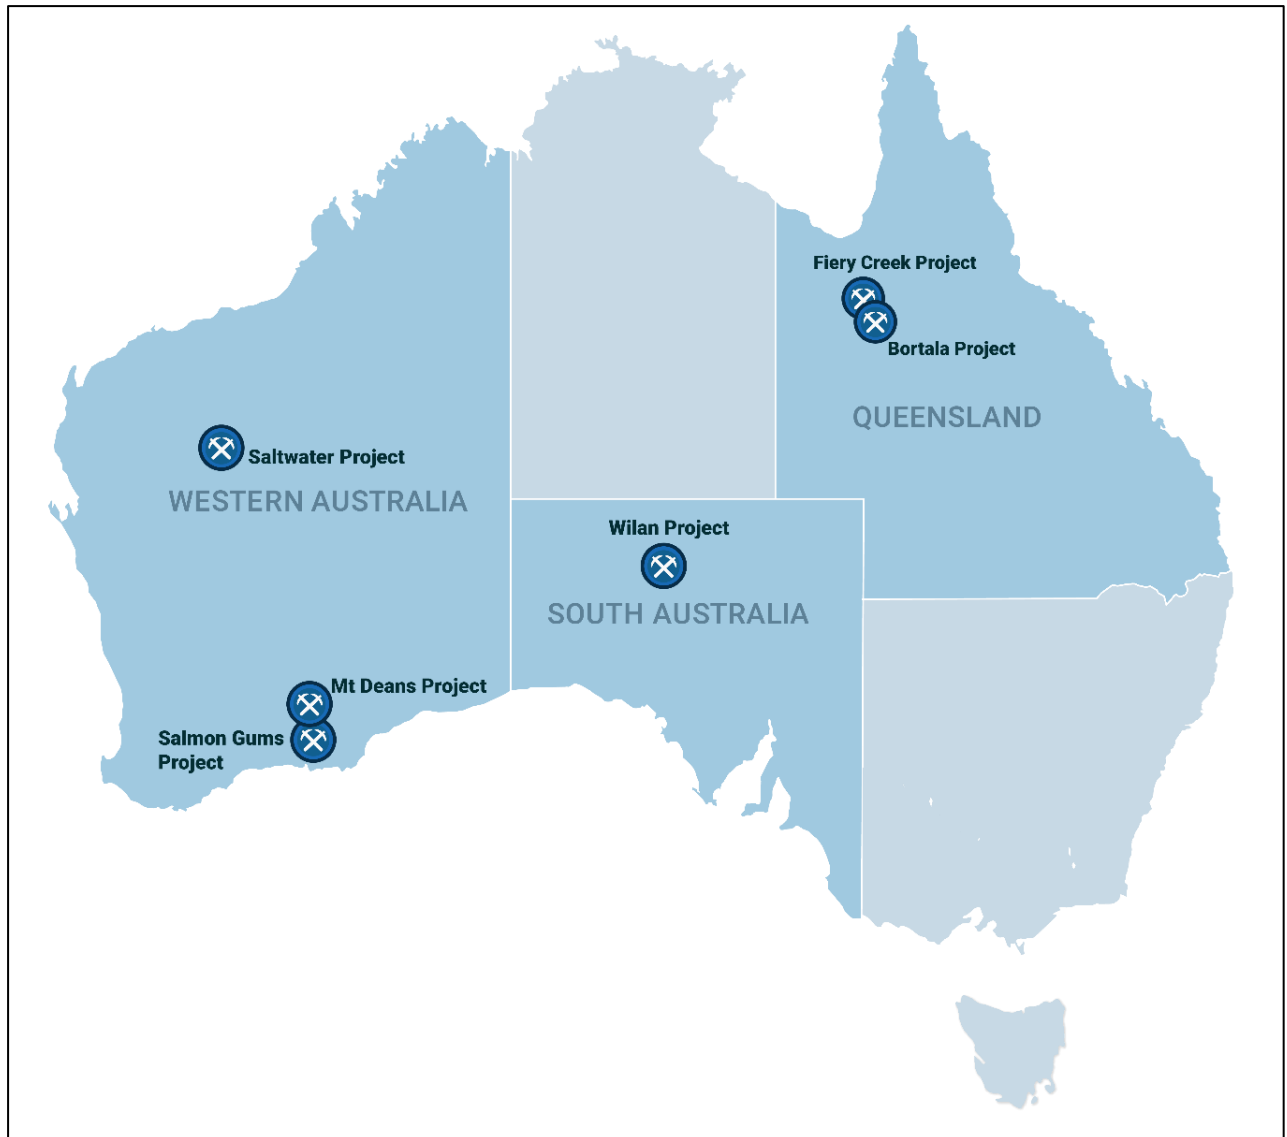 Fiery Creek Project
Bortala Project
QUEENSLAND
Saltwater Project
WESTERN AUSTRALIA
Wilan Project
SOUTH AUSTRALIA
Mt Deans Project
Salmon Gums
Project